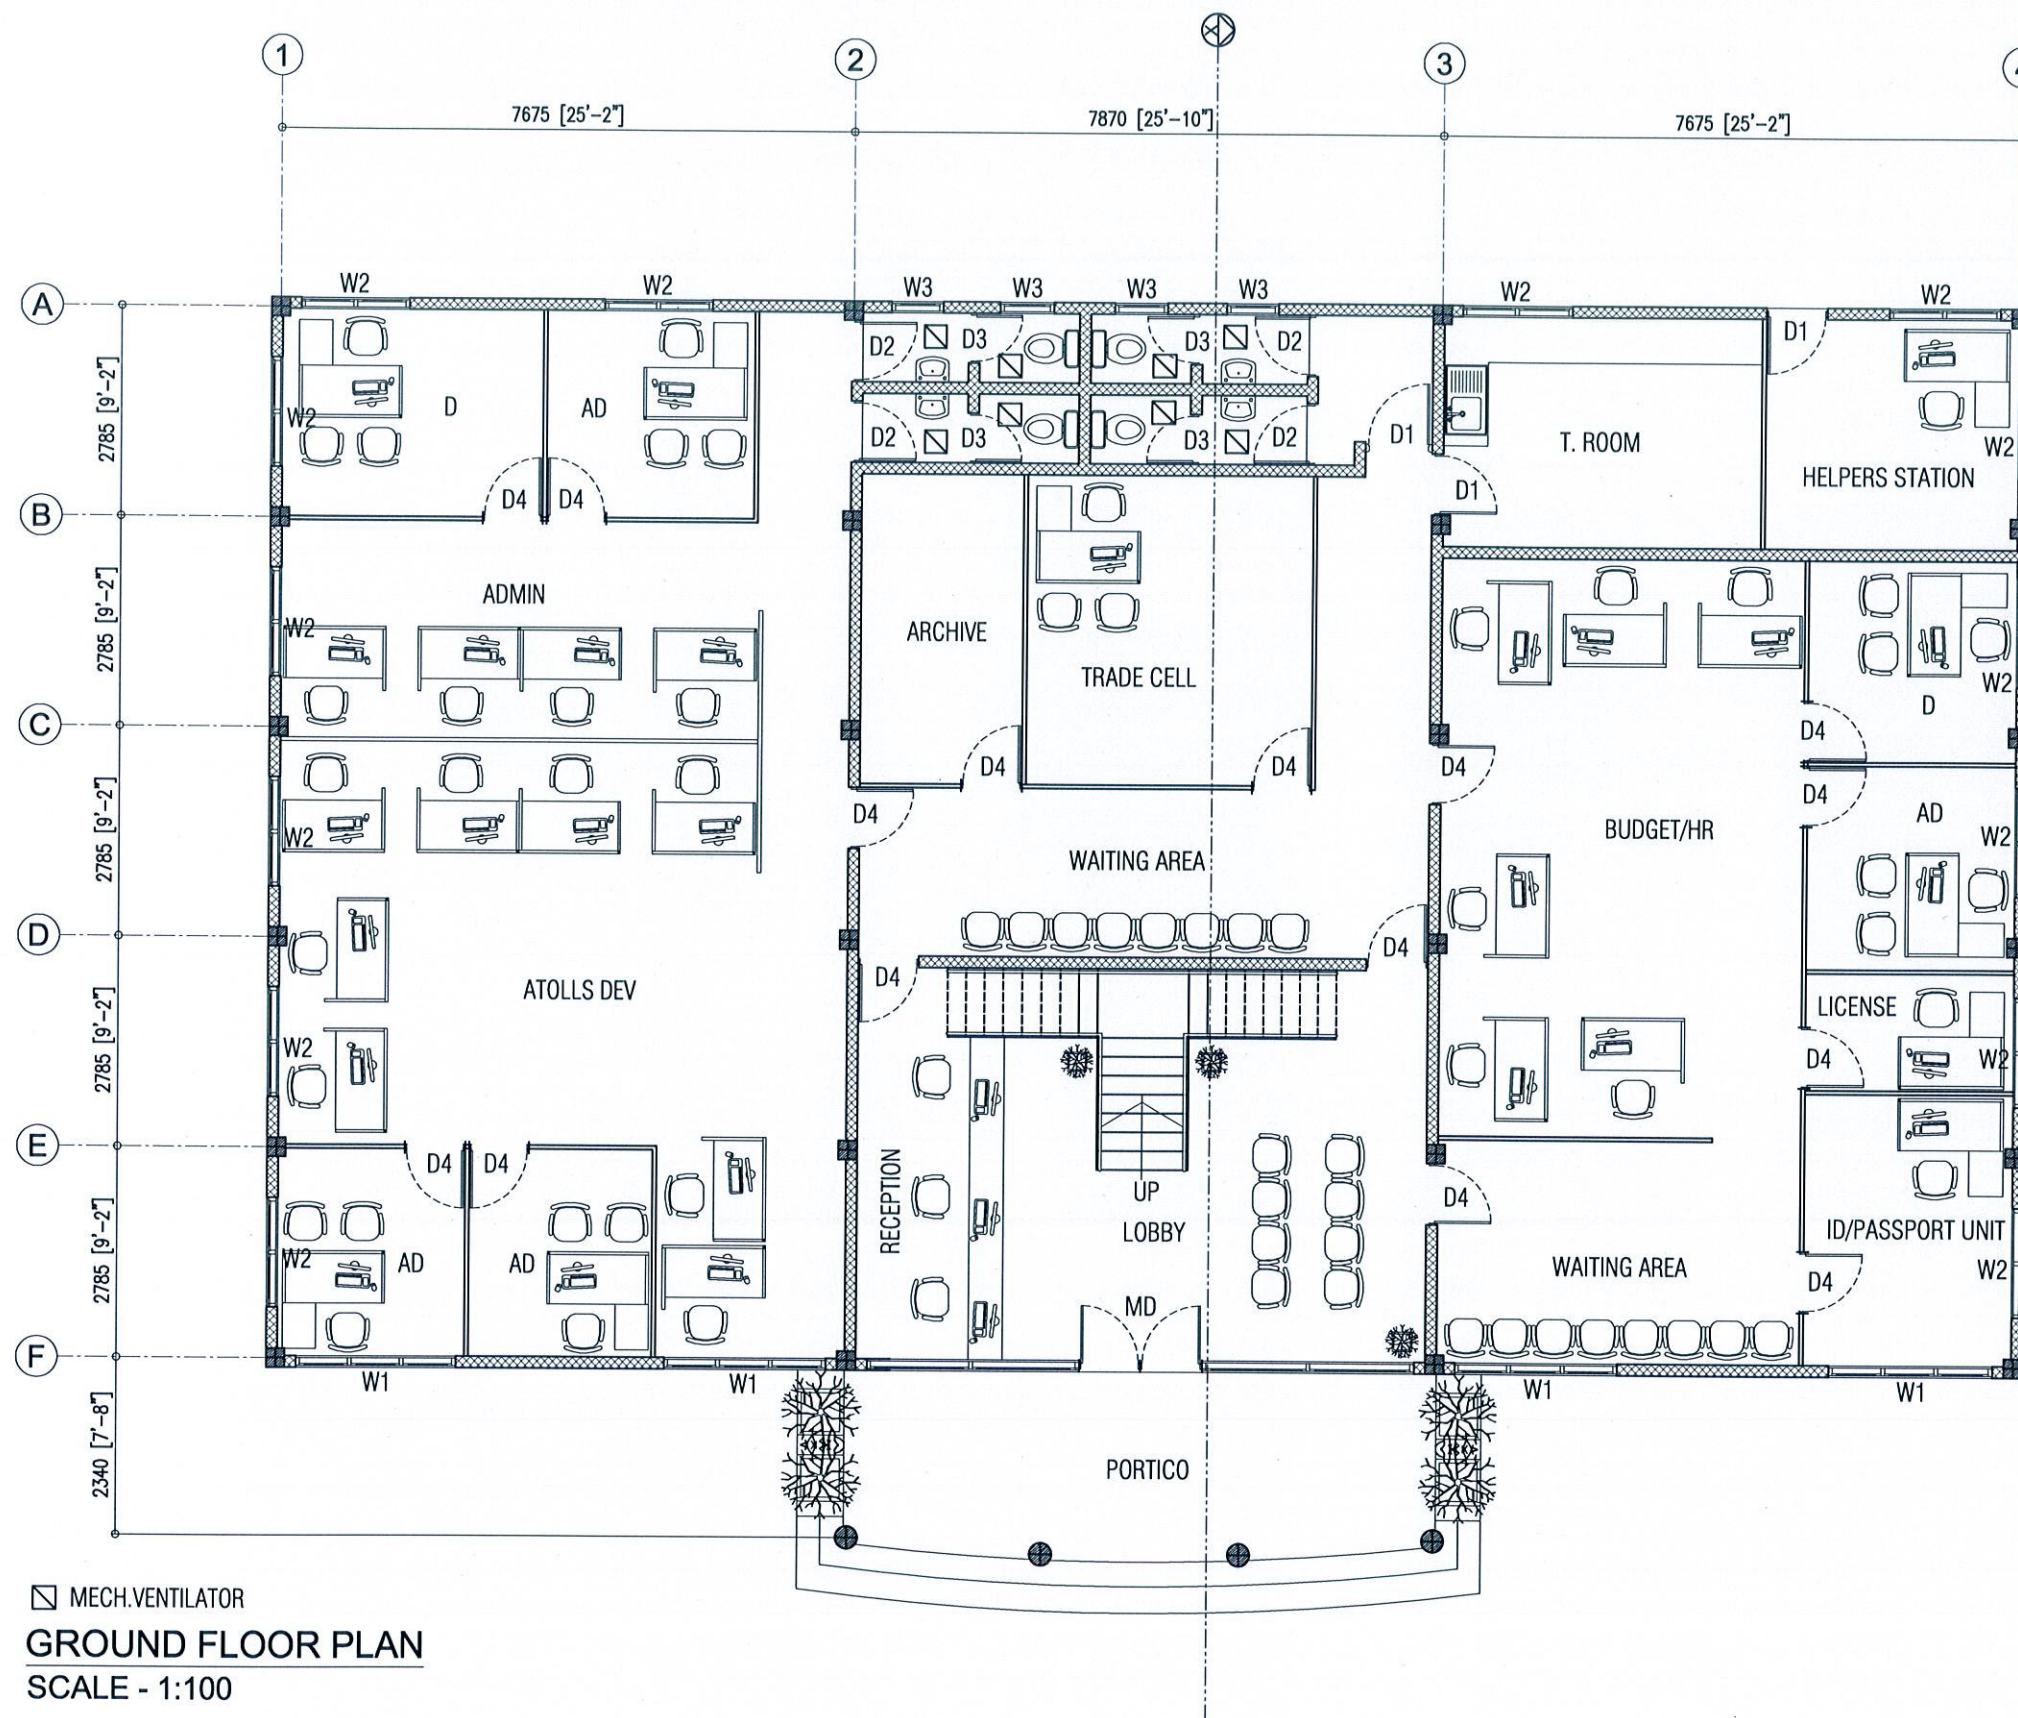 1
2
3
7675 [25'-2"]
7870 [25'-10"]
7675 [25'-2"]
A
W2
W2
W3
W3
W3
W3
W2
W2
D2
D3
D3
D2
D1
2785 [9'-2"]
W2
D
AD
D2
D3
D3
D2
D1
T. ROOM
W2
HELPERS STATION
D4
D4
D1
B
ADMIN
2785 [9'-2"]
W2
ARCHIVE
TRADE CELL
W2
D
C
D4
D4
D4
D4
D4
2785 [9'-2"]
W2
D4
WAITING AREA
BUDGET/HR
AD
W2
D
D4
D4
ATOLLS DEV
LICENSE
2785 [9'-2"]
W2
D4
W2
E
D4
D4
RECEPTION
UP
LOBBY
D4
2785 [9'-2"]
W2
AD
AD
MD
WAITING AREA
ID/PASSPORT UNIT
D4
W2
F
W1
W1
W1
W1
2340 [7'-8"]
PORTICO
MECH.VENTILATOR
GROUND FLOOR PLAN
SCALE - 1:100